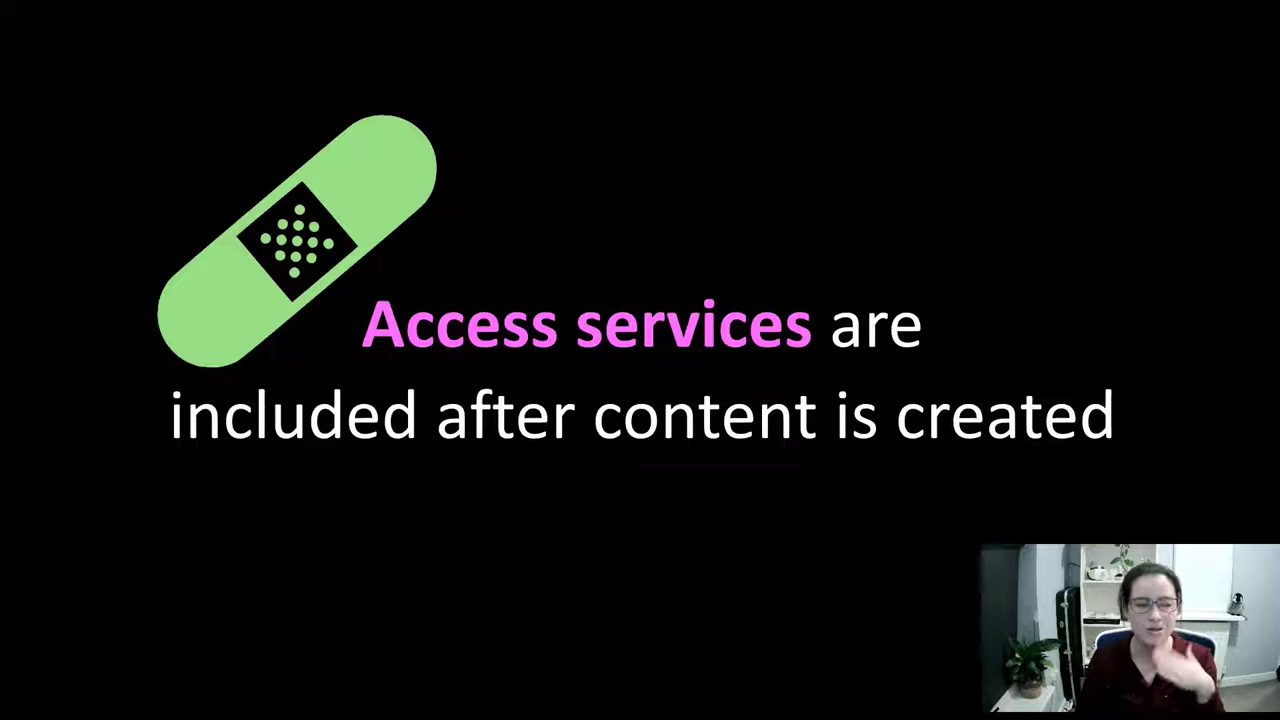 Access services are
included after content is created